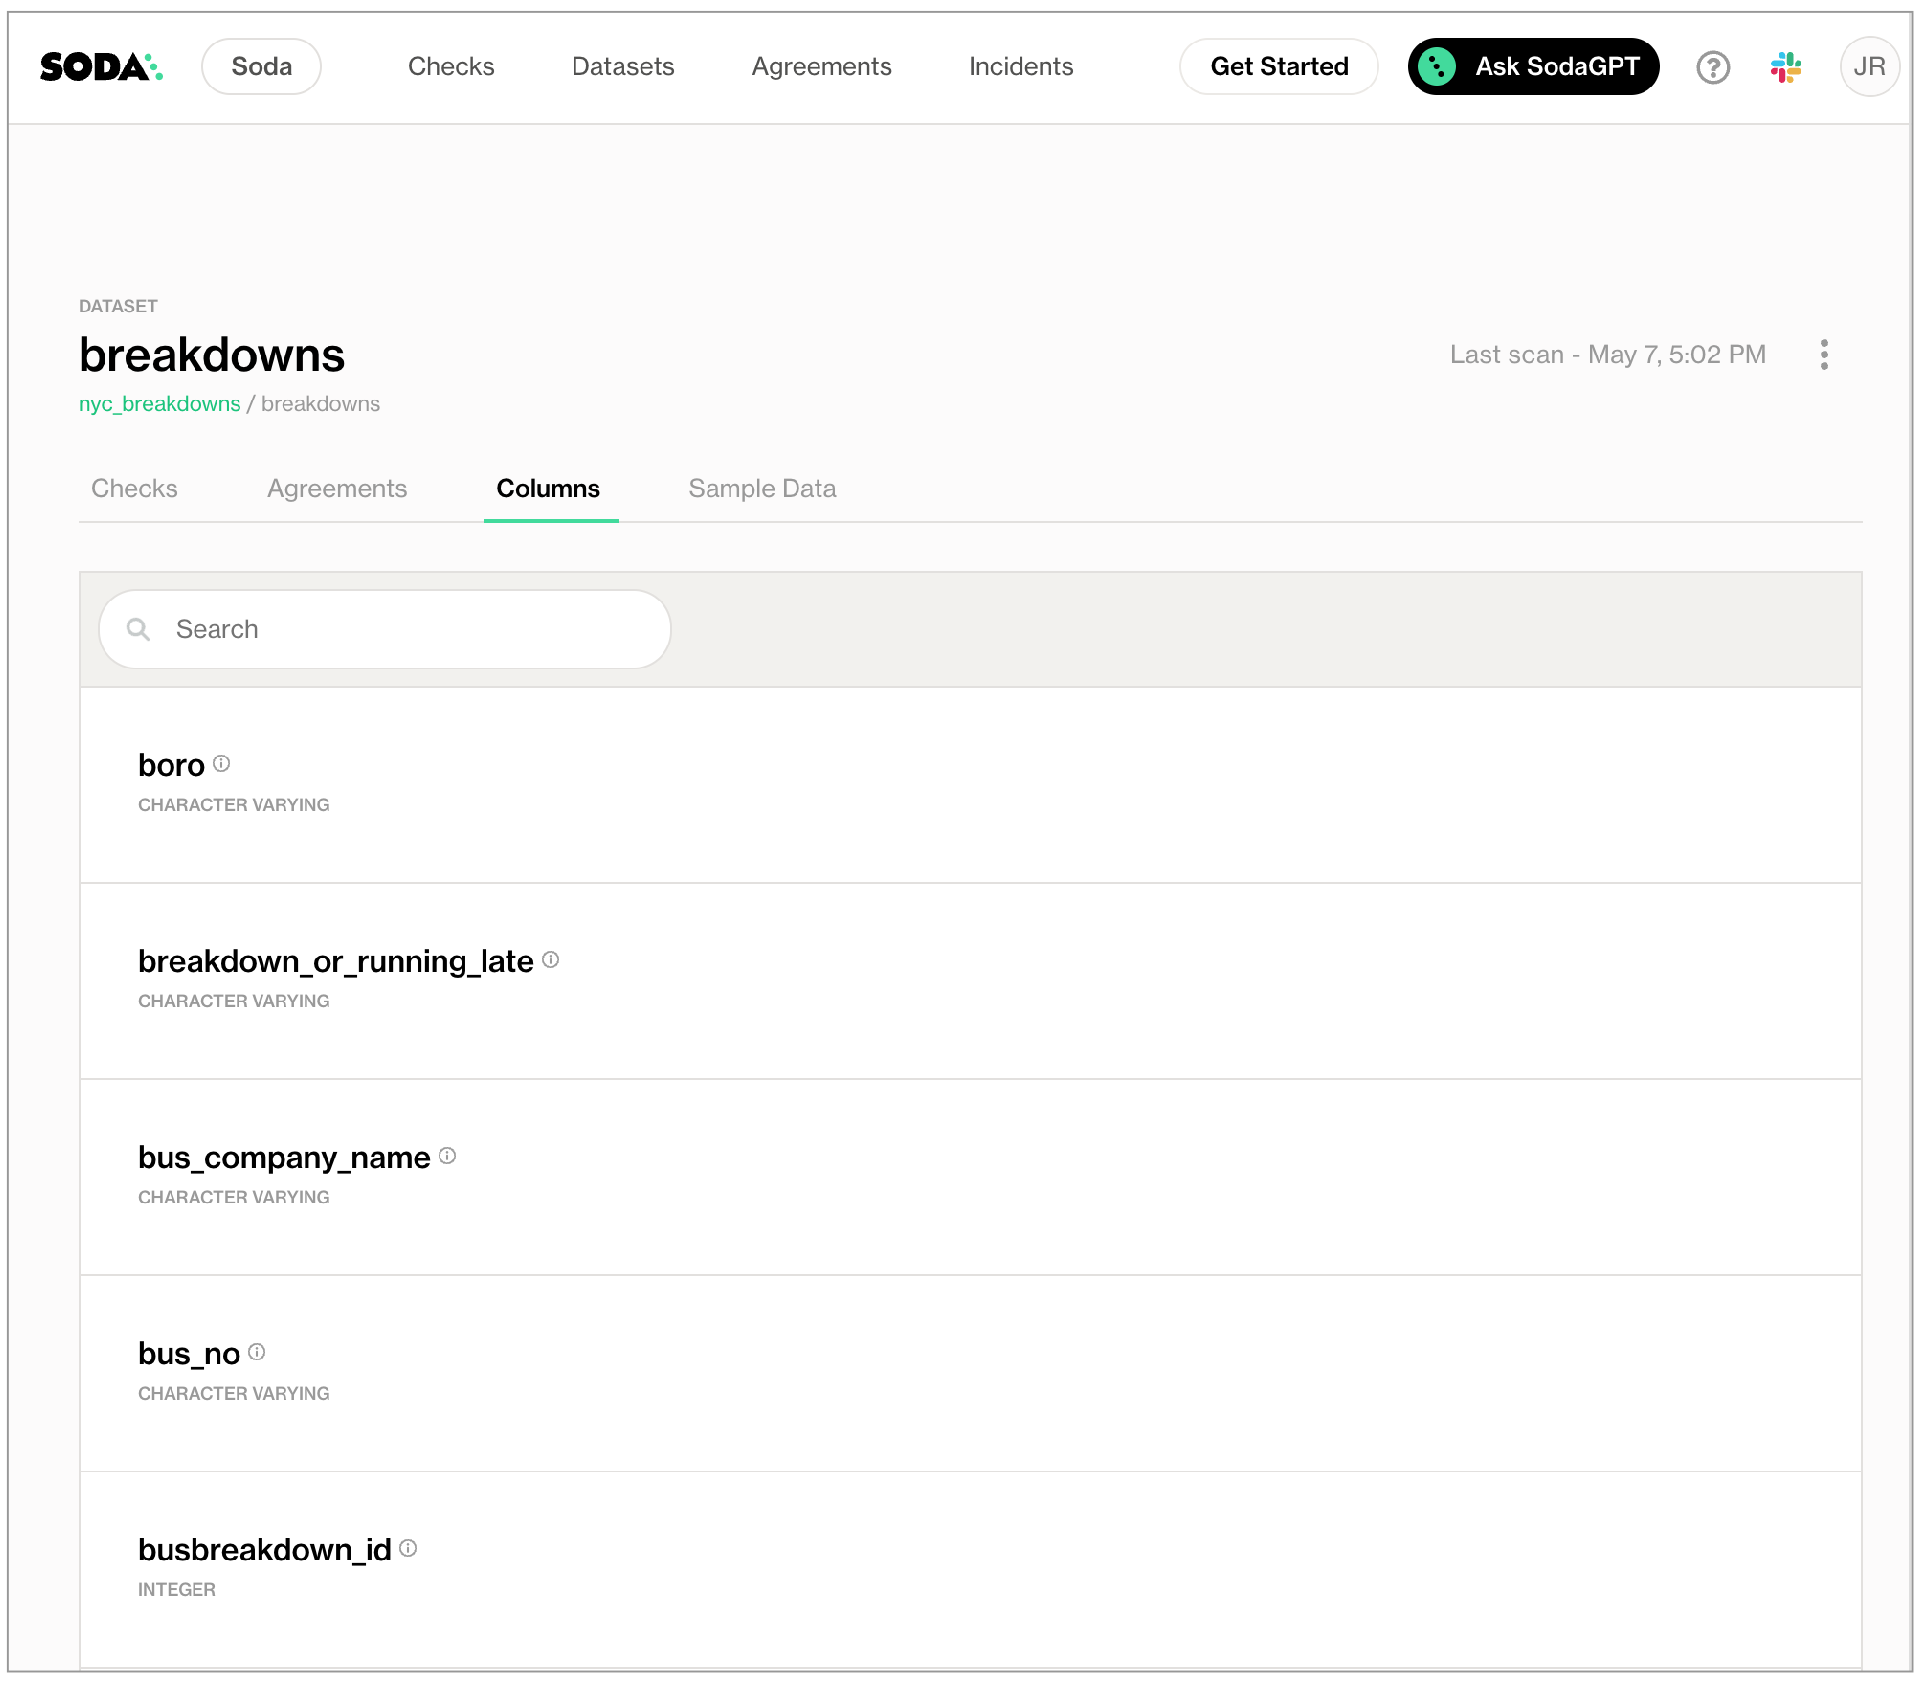 SODA Soda Checks Datasets Agreements Incidents Get Started Ask SodaGPT ? JR
DATASET
breakdowns
Last scan - May 7, 5:02 PM
nyc_breakdowns / breakdowns
Checks Agreements Columns Sample Data
Search
boro
CHARACTER VARYING
breakdown_or_running_late
CHARACTER VARYING
bus_company_name
CHARACTER VARYING
bus_no
CHARACTER VARYING
busbreakdown_id
INTEGER